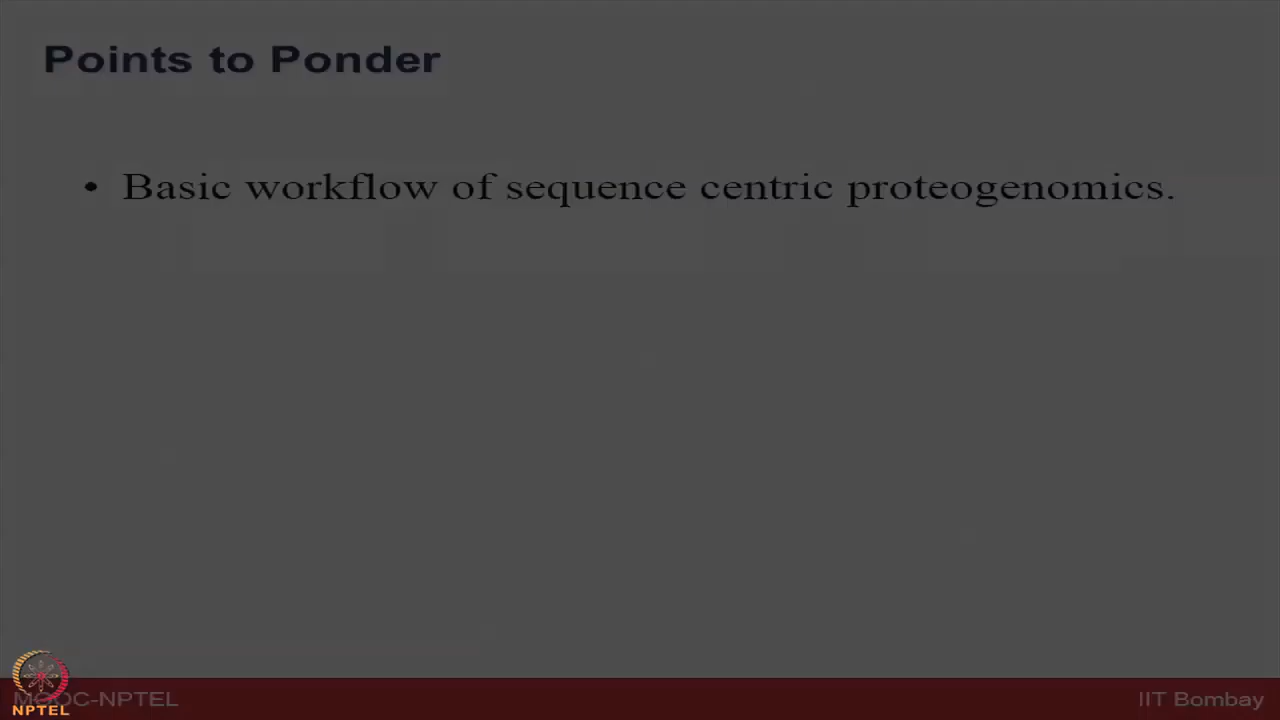 Points to Ponder
• Basic workflow of sequence centric proteogenomics.
MOOC-NPTEL
IIT Bombay
NPTEL